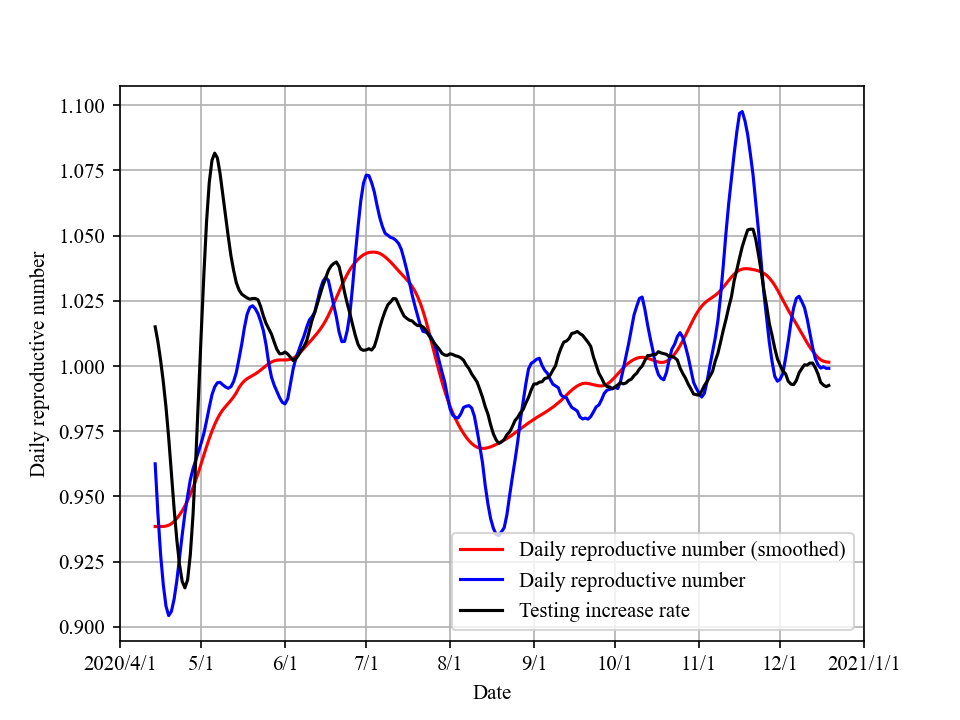 1.100
1.075
1.050
1.025
1.000
0.975
0.950
0.925
0.900
Daily reproductive number
Daily reproductive number (smoothed)
Daily reproductive number
Testing increase rate
2020/4/1 5/1 6/1 7/1 8/1 9/1 10/1 11/1 12/1 2021/1/1
Date